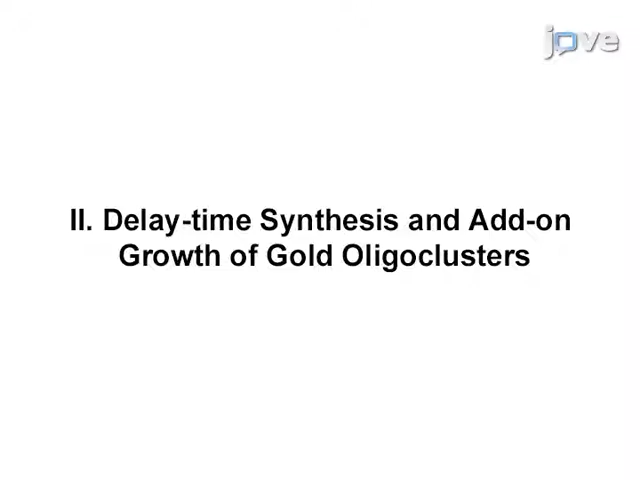 jove
II. Delay-time Synthesis and Add-on
Growth of Gold Oligoclusters